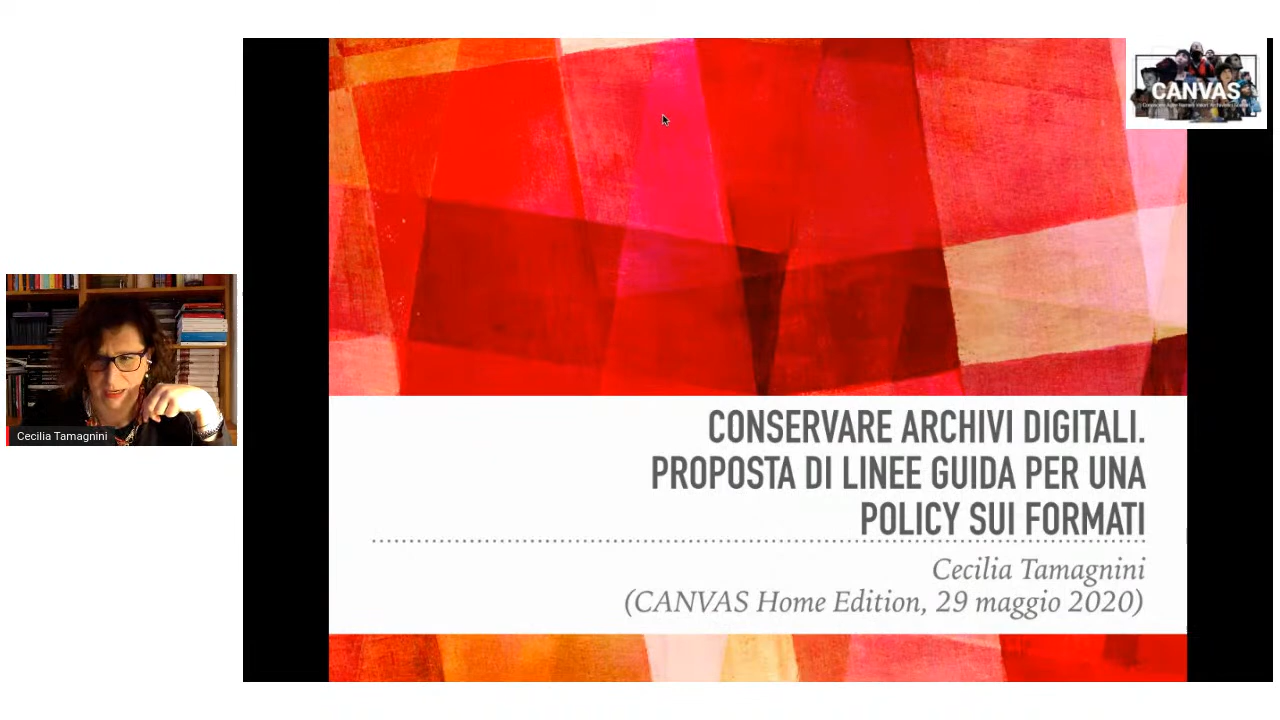 CANVAS
CONSERVARE ARCHIVI DIGITALI.
PROPOSTA DI LINEE GUIDA PER UNA
POLICY SUI FORMATI
Cecilia Tamagnini
(CANVAS Home Edition, 29 maggio 2020)
Cecilia Tamagnini